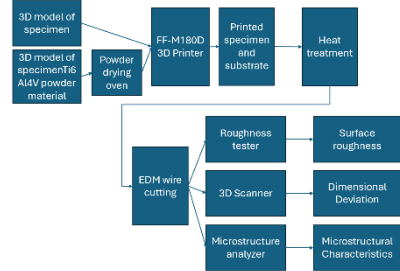 3D model of
specimen
3D model of
specimenTi6
Al4V powder
material
Powder
drying
oven
FF-M180D
3D Printer
Printed
specimen
and
substrate
Heat
treatment
EDM wire
cutting
Roughness
tester
Surface
roughness
3D Scanner
Dimensional
Deviation
Microstructure
analyzer
Microstructural
Characteristics